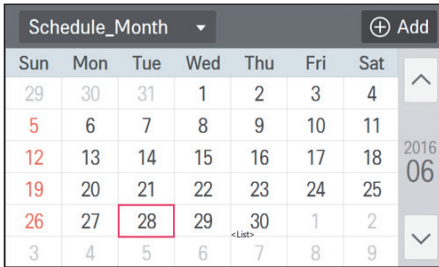 Schedule_Month ▼ Add
Sun Mon Tue Wed Thu Fri Sat
29 30 31 1 2 3 4
5 6 7 8 9 10 11
12 13 14 15 16 17 18
2016
06
19 20 21 22 23 24 25
26 27 28 29 30 1 2
<List>
3 4 5 6 7 8 9